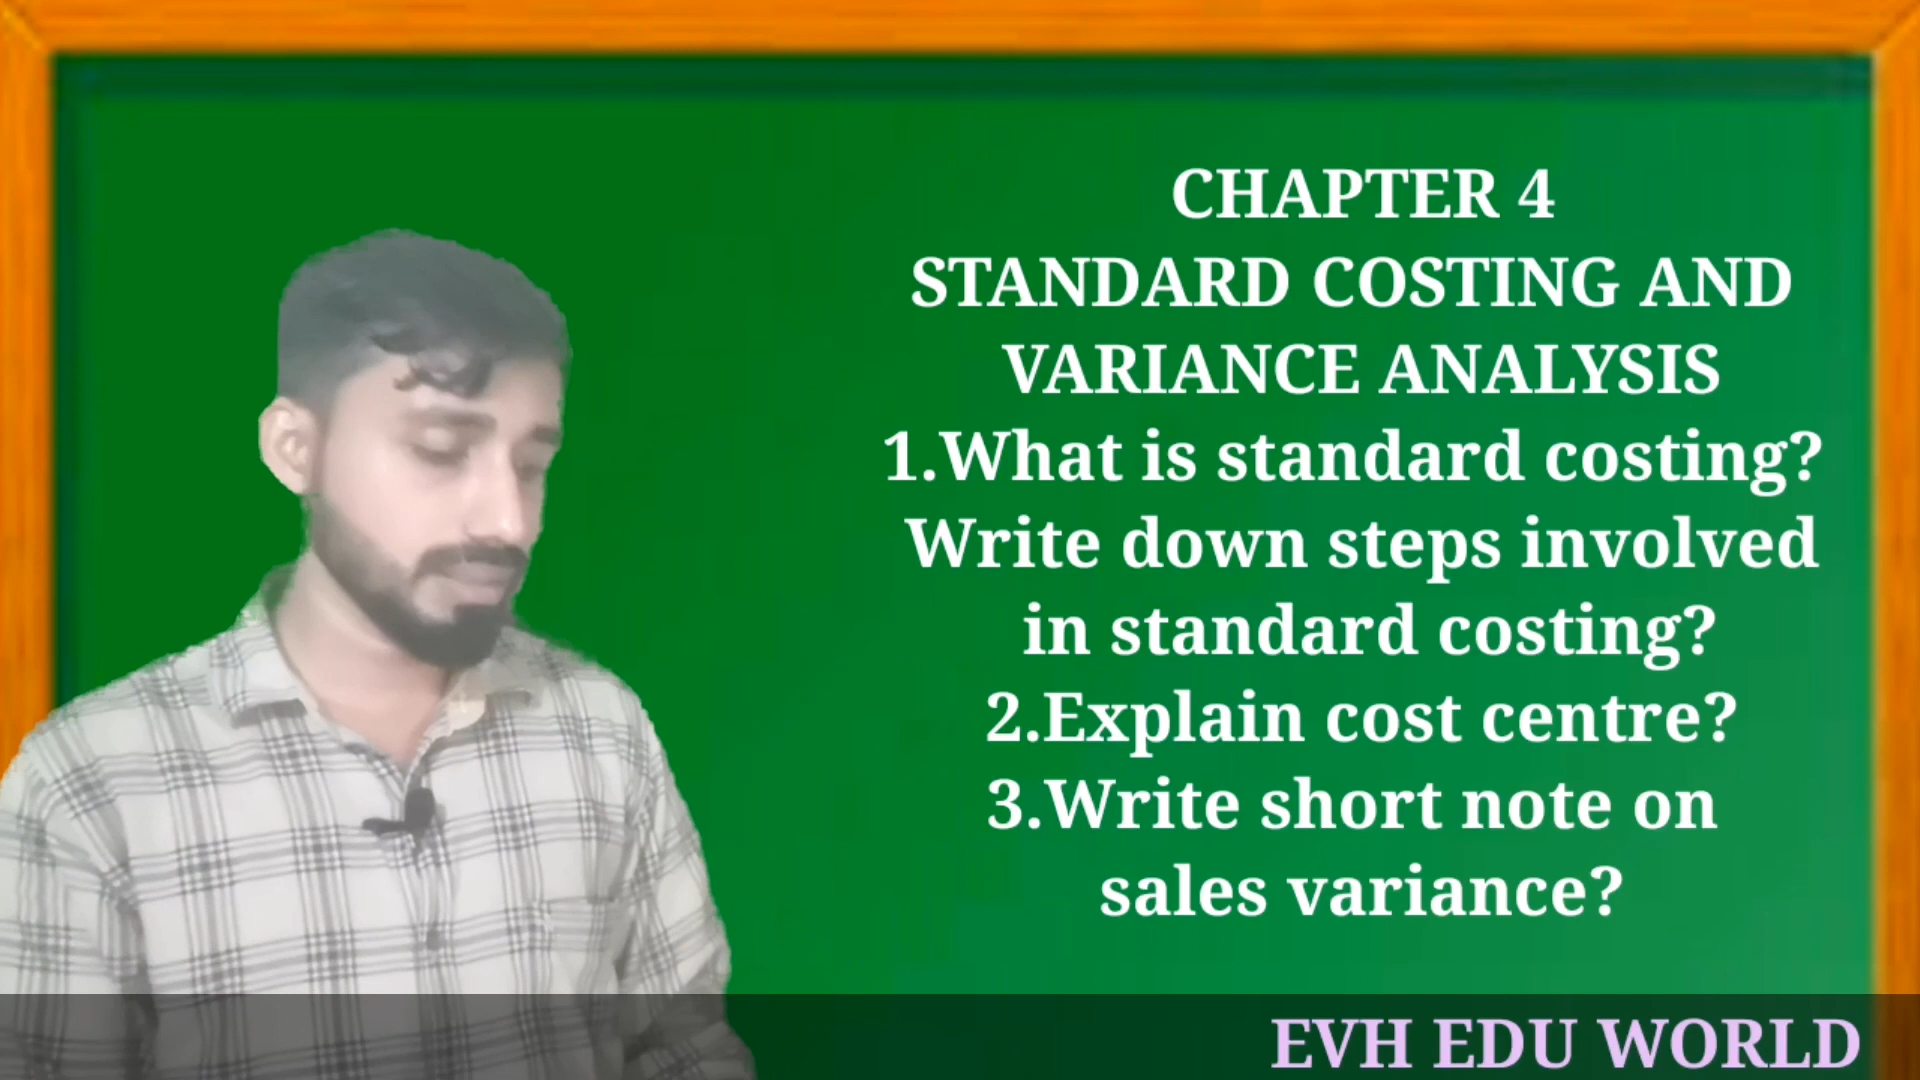 CHAPTER 4
STANDARD COSTING AND
VARIANCE ANALYSIS
1.What is standard costing?
Write down steps involved
in standard costing?
2.Explain cost centre?
3.Write short note on
sales variance?
EVH EDU WORLD